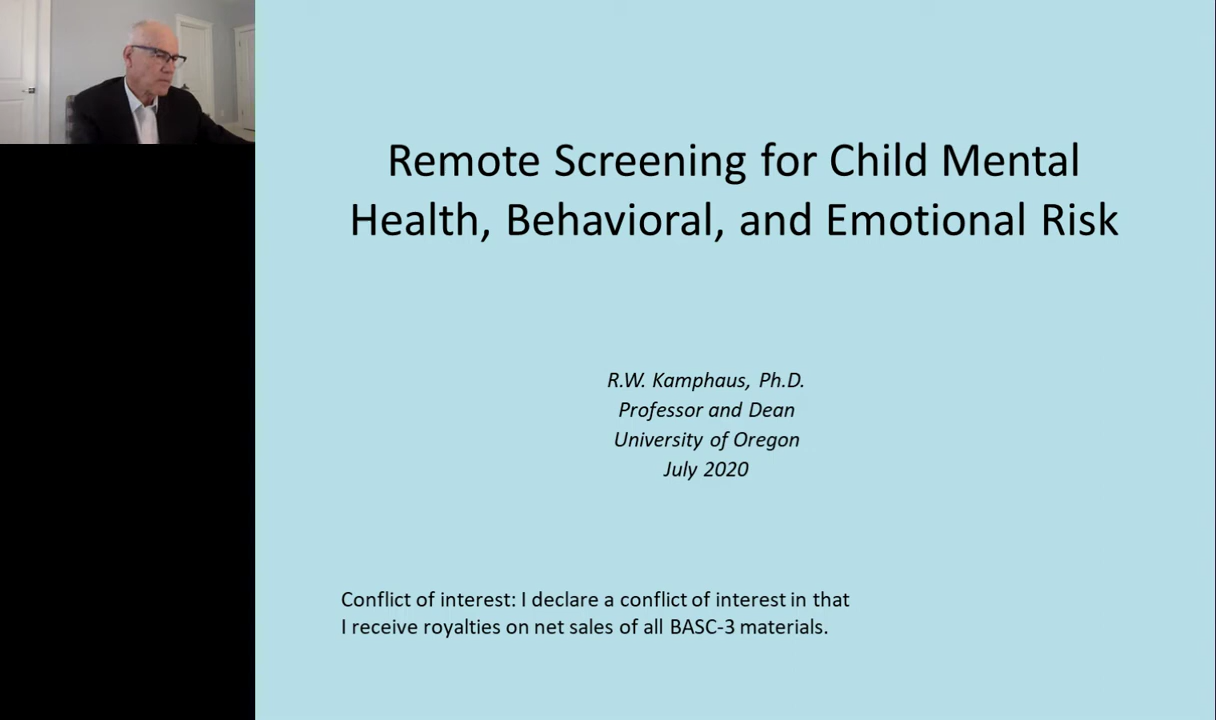 Remote Screening for Child Mental
Health, Behavioral, and Emotional Risk
R.W. Kamphaus, Ph.D.
Professor and Dean
University of Oregon
July 2020
Conflict of interest: I declare a conflict of interest in that
I receive royalties on net sales of all BASC-3 materials.